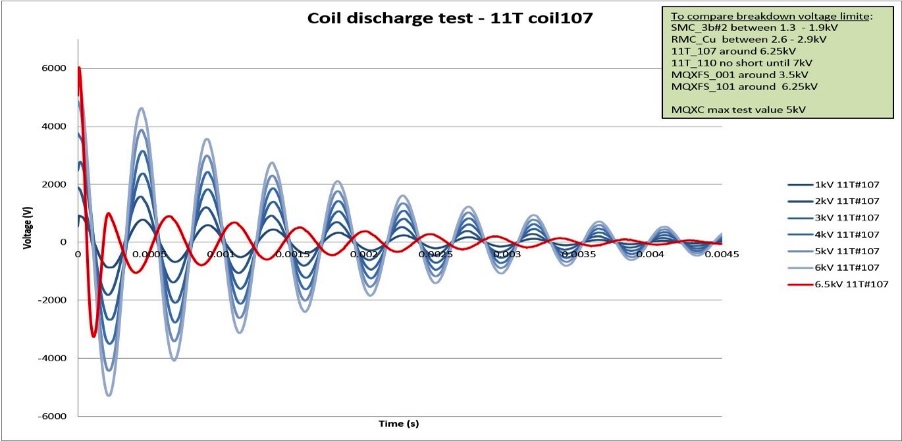 Coil discharge test - 11T coil107
To compare breakdown voltage limite:
SMC_3b#2 between 1.3 - 1.9kV
RMC_Cu between 2.6 - 2.9kV
11T_107 around 6.25kV
11T_110 no short until 7kV
MQXFS_001 around 3.5kV
MQXFS_101 around 6.25kV
MQXC max test value 5kV
6000
4000
2000
0
-2000
-4000
-6000
Voltage (V)
0
0.0005
0.001
0.0015
0.002
0.0025
0.003
0.0035
0.004
0.0045
Time (s)
1kV 11T#107
2kV 11T#107
3kV 11T#107
4kV 11T#107
5kV 11T#107
6kV 11T#107
6.5kV 11T#107